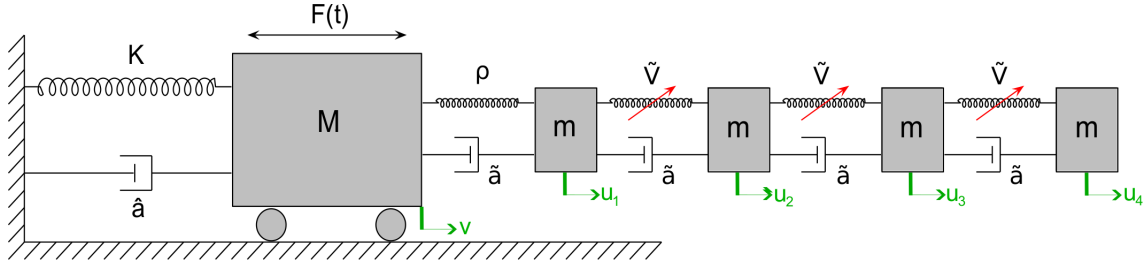 F(t)
K
M
ρ
Ṽ
Ṽ
Ṽ
m
m
m
m
â
ã
ã
ã
ã
v
u₁
u₂
u₃
u₄